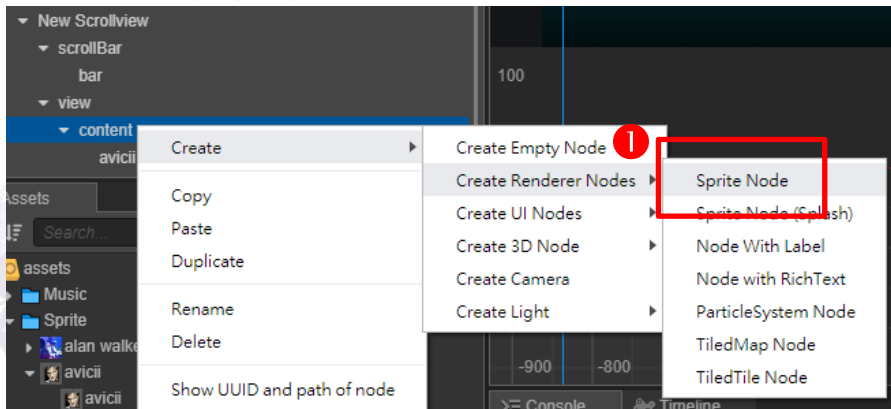 New Scrollview
scrollBar
bar
view
content
avicii
100
Create
Copy
Paste
Duplicate
Rename
Delete
Show UUID and path of node
1
Create Empty Node
Create Renderer Nodes
Create UI Nodes
Create 3D Node
Create Camera
Create Light
Sprite Node
Sprite Node (Splash)
Node With Label
Node with RichText
ParticleSystem Node
TiledMap Node
TiledTile Node
Assets
Search...
assets
Music
Sprite
alan walke
avicii
avicii
-900 -800
Console Timeline